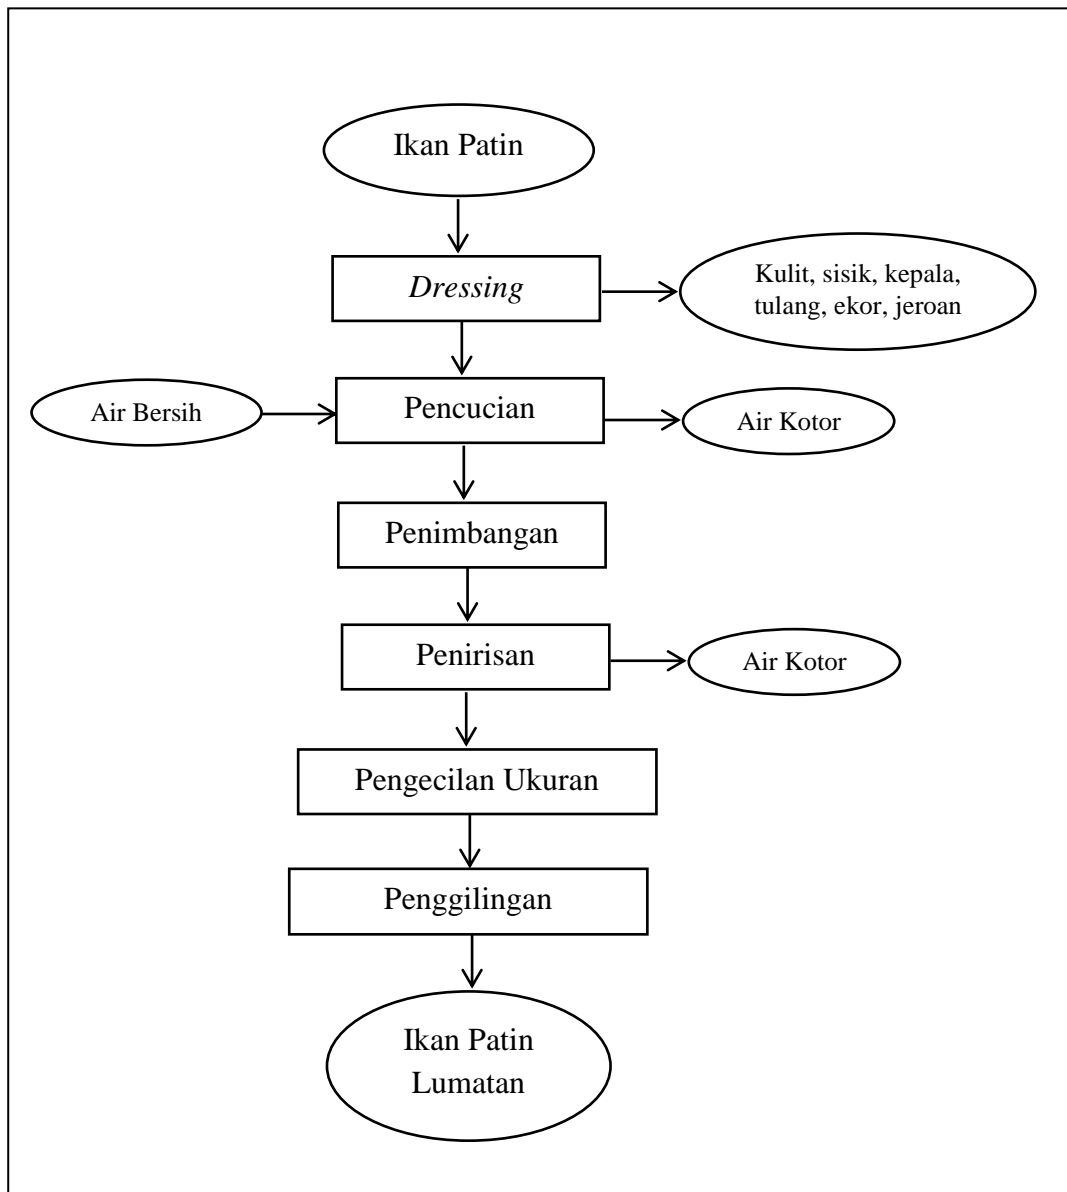 Ikan Patin
Dressing
Kulit, sisik, kepala,
tulang, ekor, jeroan
Air Bersih
Pencucian
Air Kotor
Penimbangan
Penirisan
Air Kotor
Pengecilan Ukuran
Penggilingan
Ikan Patin
Lumatan